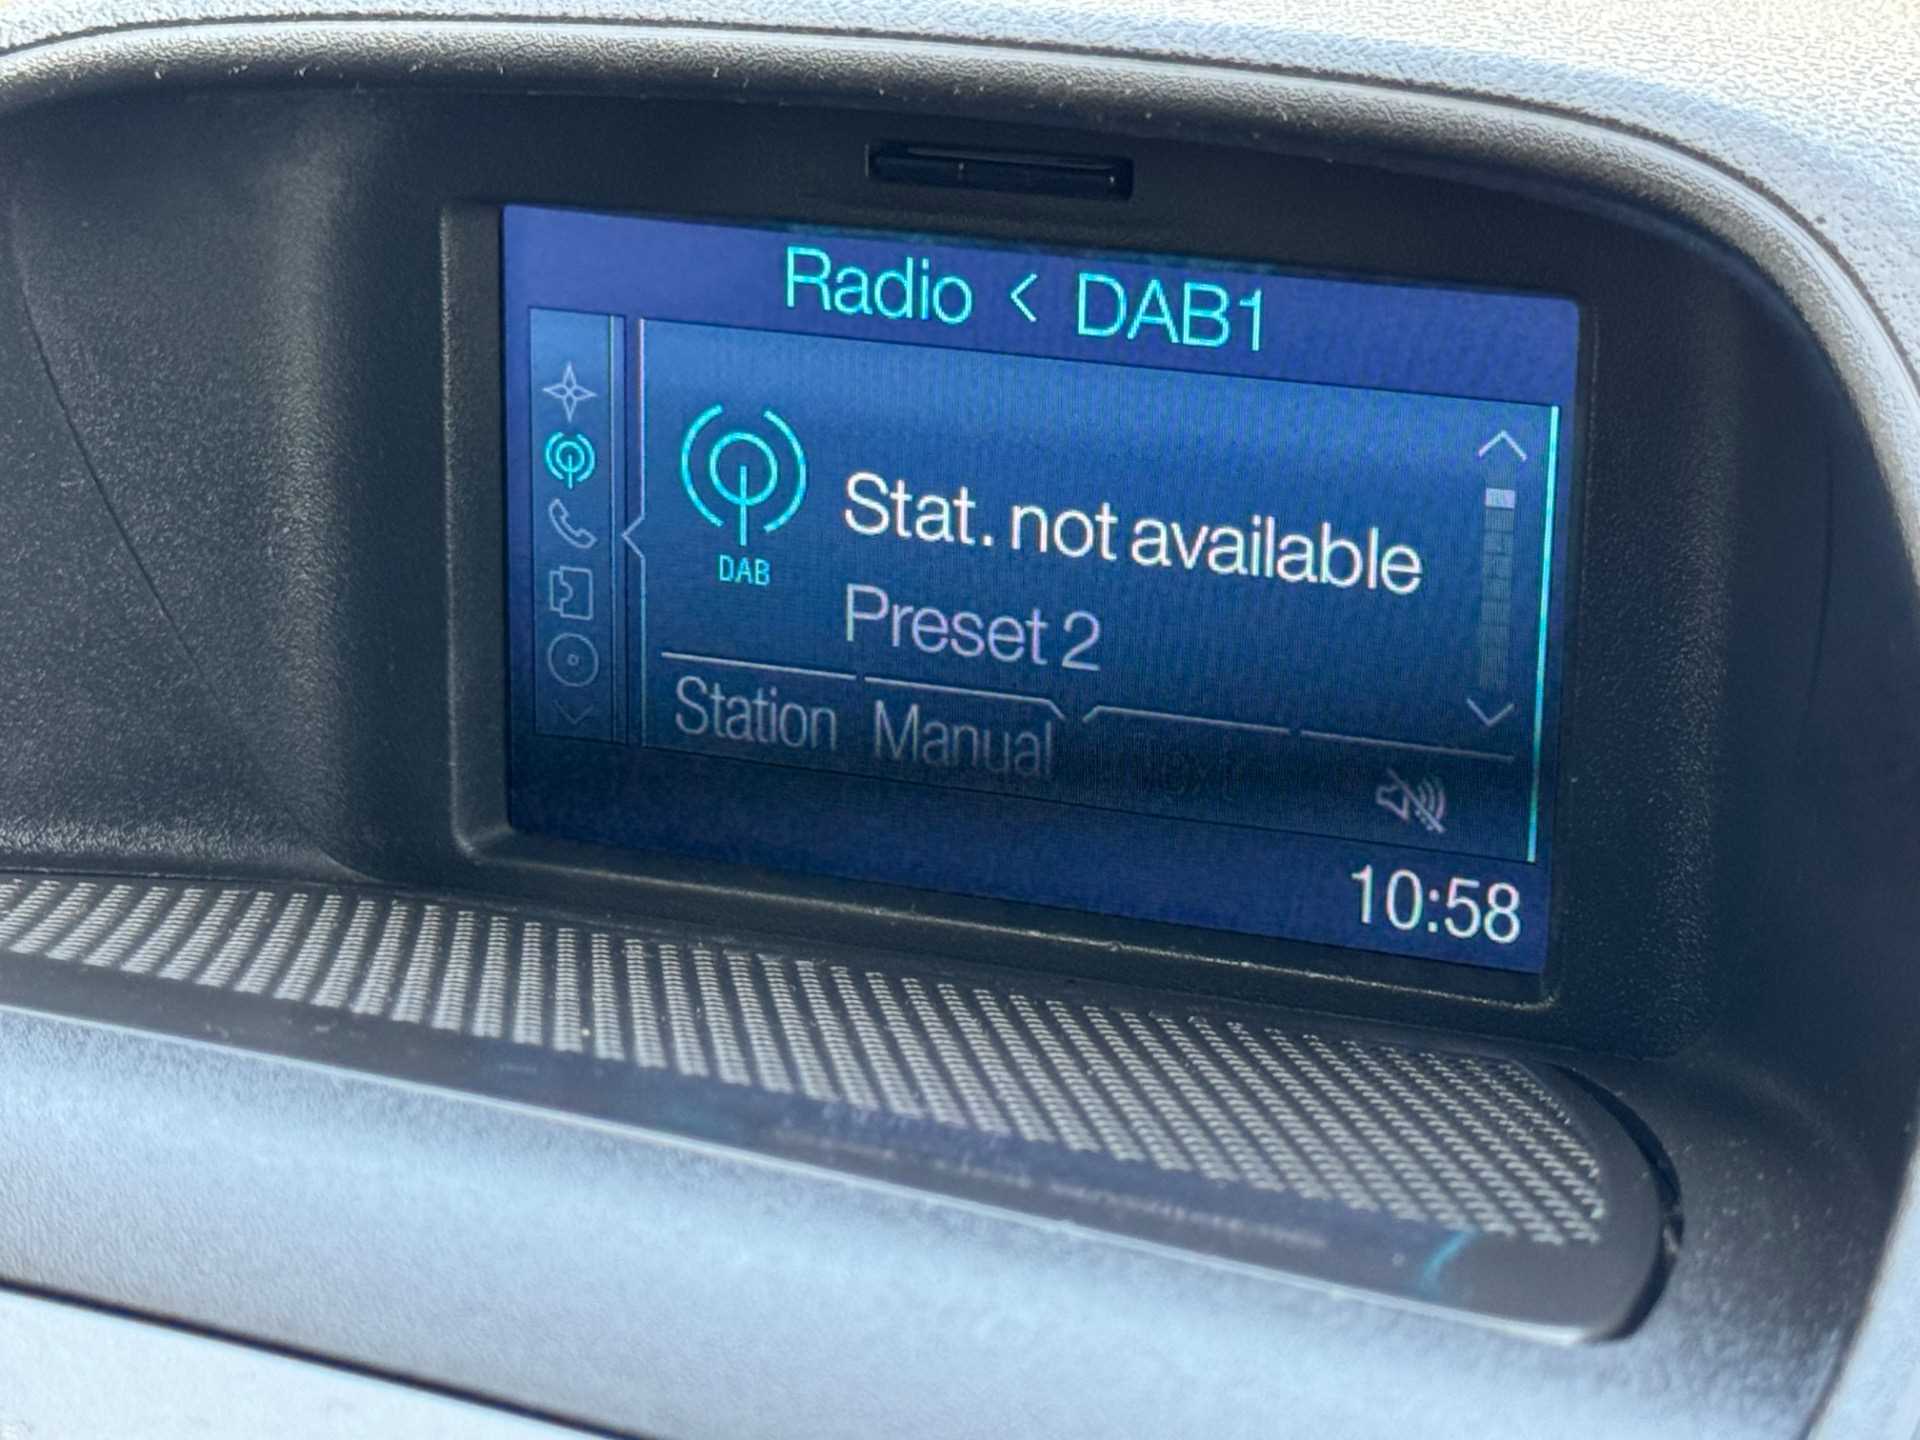 Radio < DAB1
DAB
Stat. not available
Preset 2
Station Manual
10:58